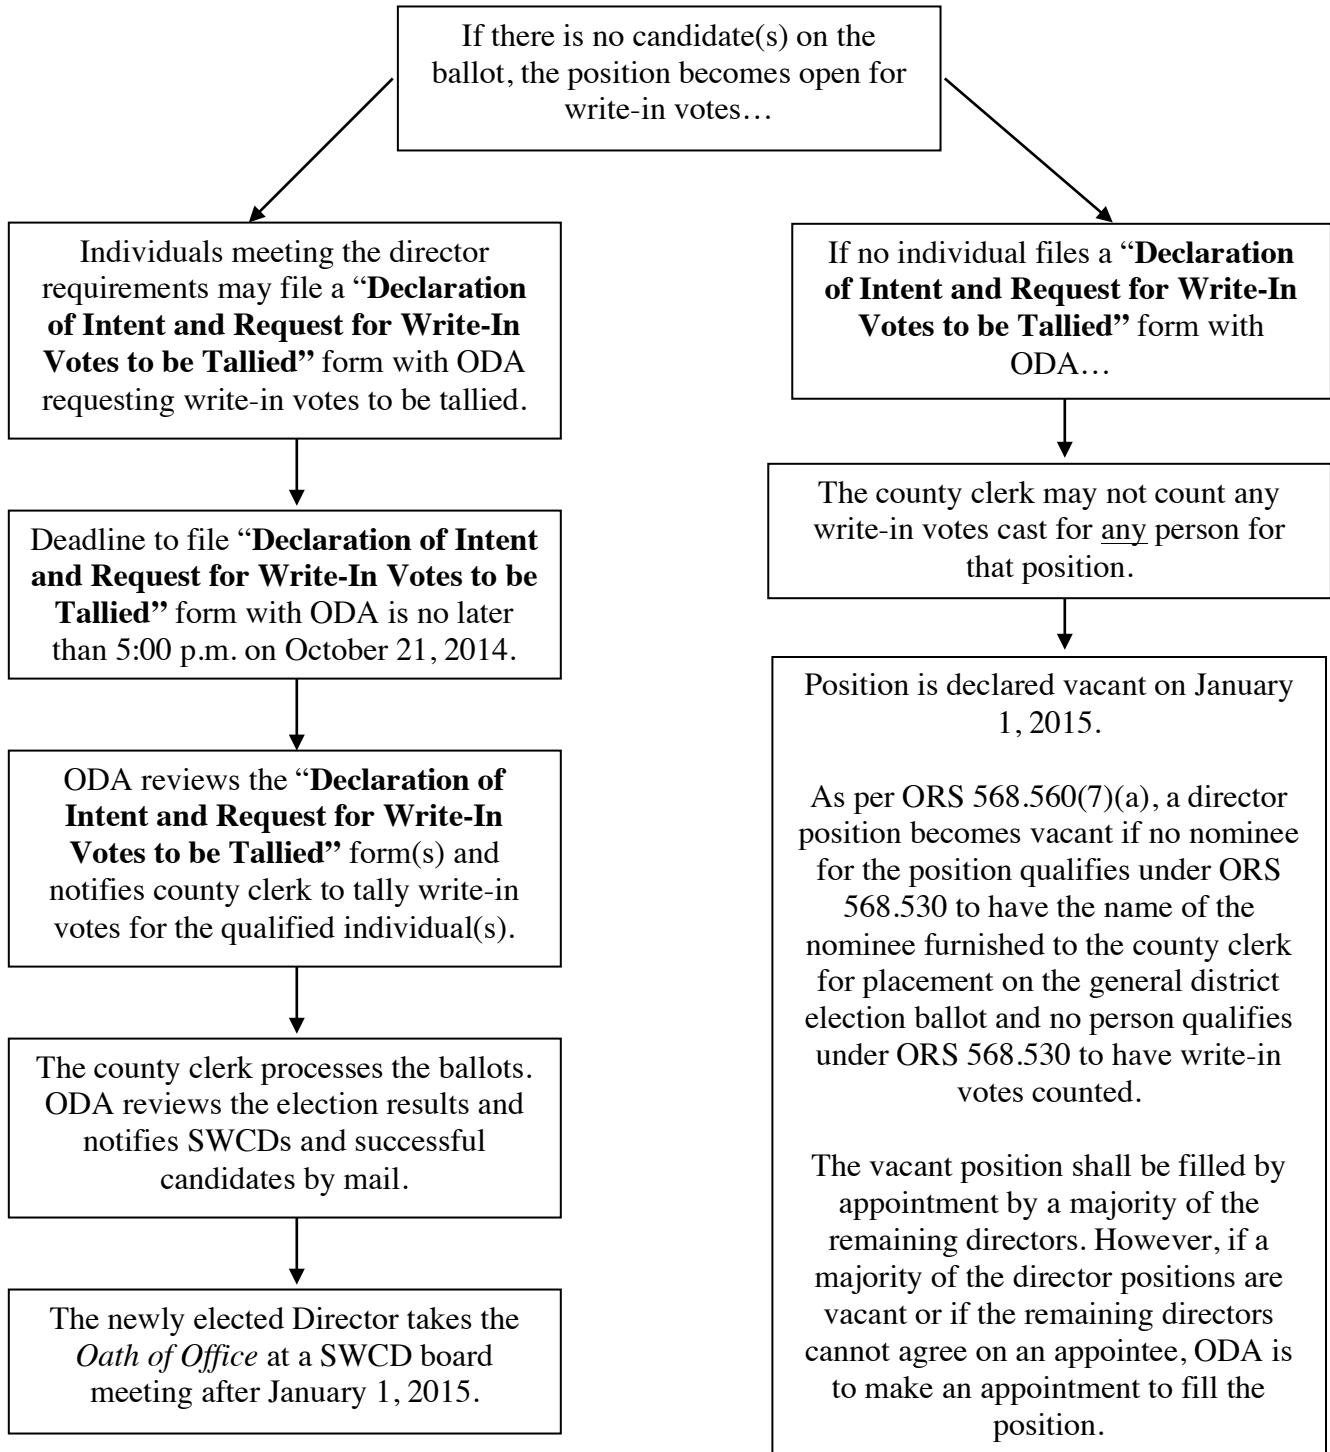 If there is no candidate(s) on the
ballot, the position becomes open for
write-in votes…
Individuals meeting the director
requirements may file a “Declaration
of Intent and Request for Write-In
Votes to be Tallied” form with ODA
requesting write-in votes to be tallied.
Deadline to file “Declaration of Intent
and Request for Write-In Votes to be
Tallied” form with ODA is no later
than 5:00 p.m. on October 21, 2014.
ODA reviews the “Declaration of
Intent and Request for Write-In
Votes to be Tallied” form(s) and
notifies county clerk to tally write-in
votes for the qualified individual(s).
The county clerk processes the ballots.
ODA reviews the election results and
notifies SWCDs and successful
candidates by mail.
The newly elected Director takes the
Oath of Office at a SWCD board
meeting after January 1, 2015.
If no individual files a “Declaration
of Intent and Request for Write-In
Votes to be Tallied” form with
ODA…
The county clerk may not count any
write-in votes cast for any person for
that position.
Position is declared vacant on January
1, 2015.
As per ORS 568.560(7)(a), a director
position becomes vacant if no nominee
for the position qualifies under ORS
568.530 to have the name of the
nominee furnished to the county clerk
for placement on the general district
election ballot and no person qualifies
under ORS 568.530 to have write-in
votes counted.
The vacant position shall be filled by
appointment by a majority of the
remaining directors. However, if a
majority of the director positions are
vacant or if the remaining directors
cannot agree on an appointee, ODA is
to make an appointment to fill the
position.